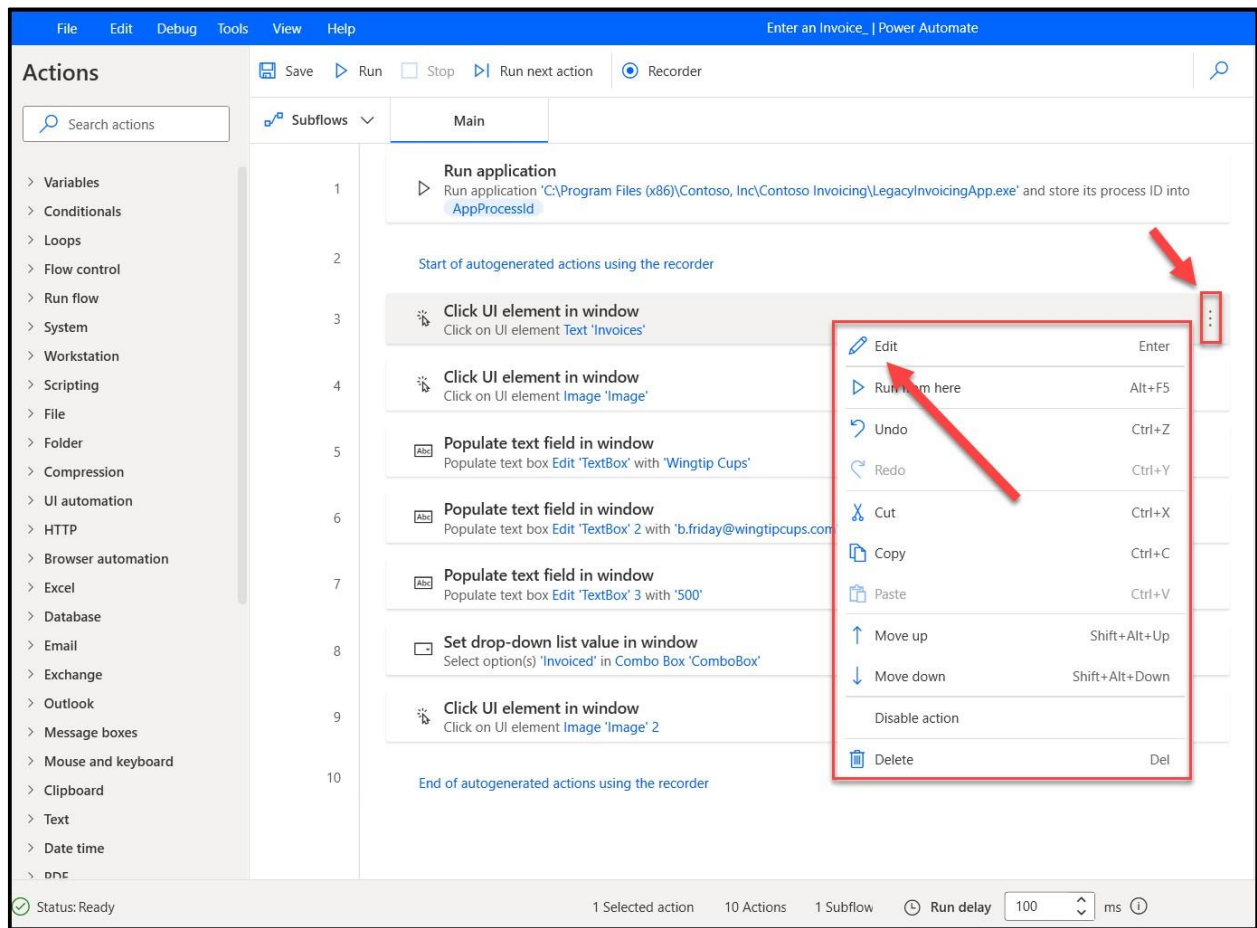 File Edit Debug Tools View Help Enter an Invoice_ | Power Automate
Actions
Save Run Stop Run next action Recorder
Search actions
Subflows Main
Variables
Conditionals
Loops
Flow control
Run flow
System
Workstation
Scripting
File
Folder
Compression
UI automation
HTTP
Browser automation
Excel
Database
Email
Exchange
Outlook
Message boxes
Mouse and keyboard
Clipboard
Text
Date time
PDF
1
Run application
Run application 'C:\Program Files (x86)\Contoso, Inc\Contoso Invoicing\LegacyInvoicingApp.exe' and store its process ID into
AppProcessId
2
Start of autogenerated actions using the recorder
3
Click UI element in window
Click on UI element Text 'Invoices'
4
Click UI element in window
Click on UI element Image 'Image'
5
Abc
Populate text field in window
Populate text box Edit 'TextBox' with 'Wingtip Cups'
6
Abc
Populate text field in window
Populate text box Edit 'TextBox' 2 with 'b.friday@wingtipcups.com'
7
Abc
Populate text field in window
Populate text box Edit 'TextBox' 3 with '500'
8
Set drop-down list value in window
Select option(s) 'Invoiced' in Combo Box 'ComboBox'
9
Click UI element in window
Click on UI element Image 'Image' 2
10
End of autogenerated actions using the recorder
Edit Enter
Run from here Alt+F5
Undo Ctrl+Z
Redo Ctrl+Y
Cut Ctrl+X
Copy Ctrl+C
Paste Ctrl+V
Move up Shift+Alt+Up
Move down Shift+Alt+Down
Disable action
Delete Del
Status: Ready 1 Selected action 10 Actions 1 Subflow Run delay 100 ms